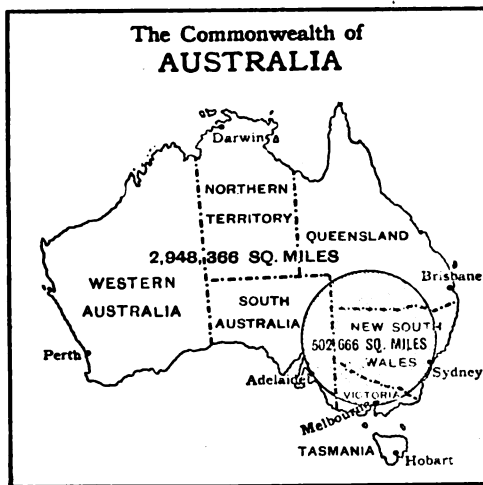 The Commonwealth of
AUSTRALIA
Darwin
NORTHERN
TERRITORY
QUEENSLAND
2,948,366 SQ. MILES
WESTERN
AUSTRALIA
SOUTH
AUSTRALIA
Brisbane
NEW SOUTH
502,666 SQ. MILES
WALES
Perth
Sydney
Adelaide
VICTORIA
Melbourne
TASMANIA
Hobart